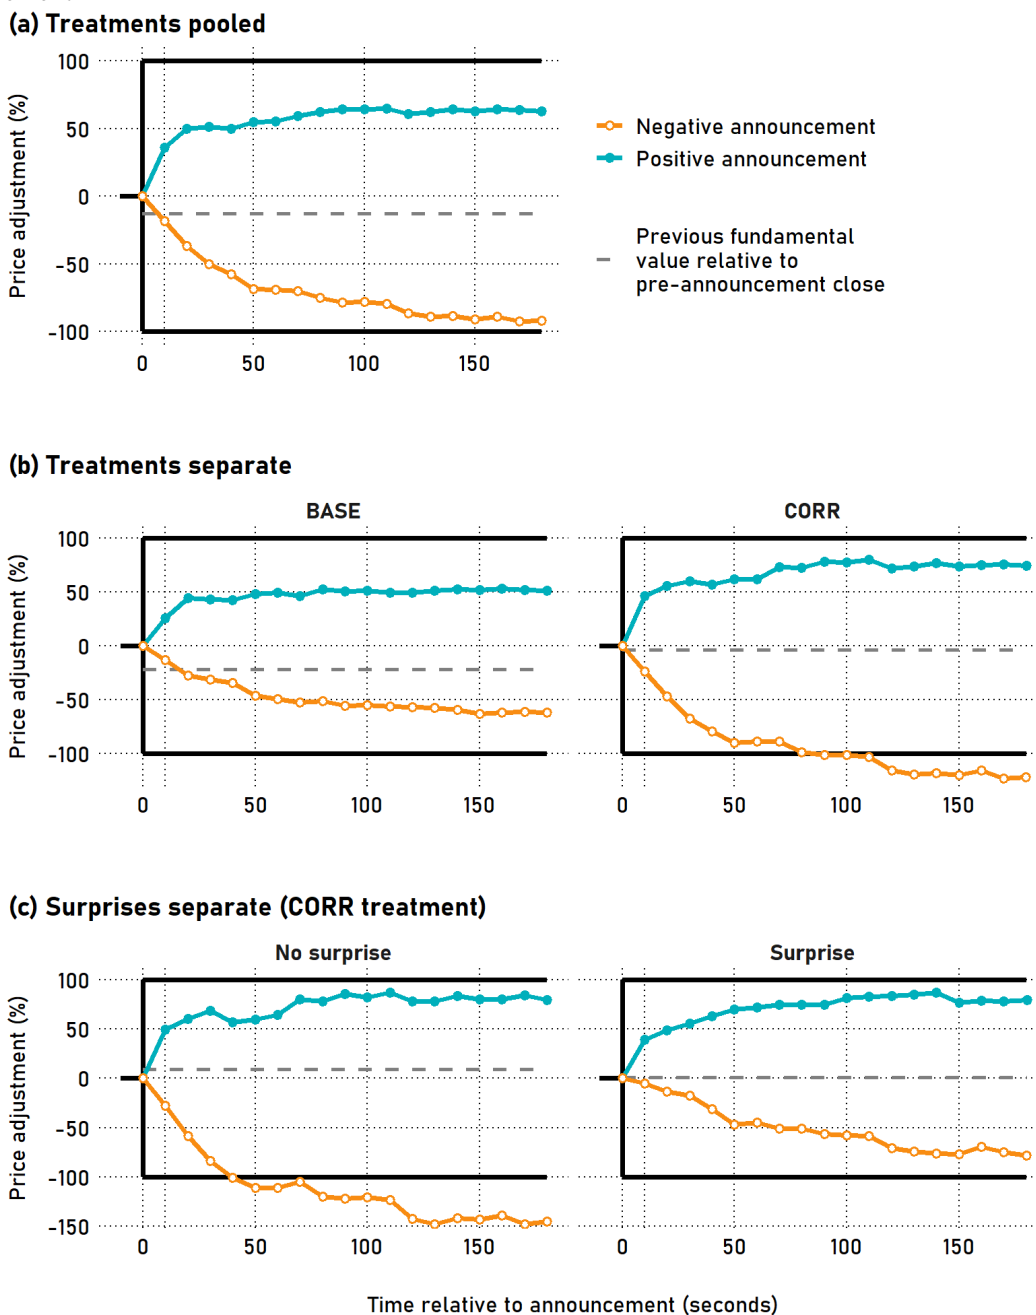 (a) Treatments pooled
Price adjustment (%)
100
50
0
-50
-100
0 50 100 150
Negative announcement
Positive announcement
Previous fundamental
value relative to
pre-announcement close
(b) Treatments separate
BASE
CORR
Price adjustment (%)
100
50
0
-50
-100
0 50 100 150
0 50 100 150
(c) Surprises separate (CORR treatment)
No surprise
Surprise
Price adjustment (%)
100
50
0
-50
-100
-150
0 50 100 150
0 50 100 150
Time relative to announcement (seconds)